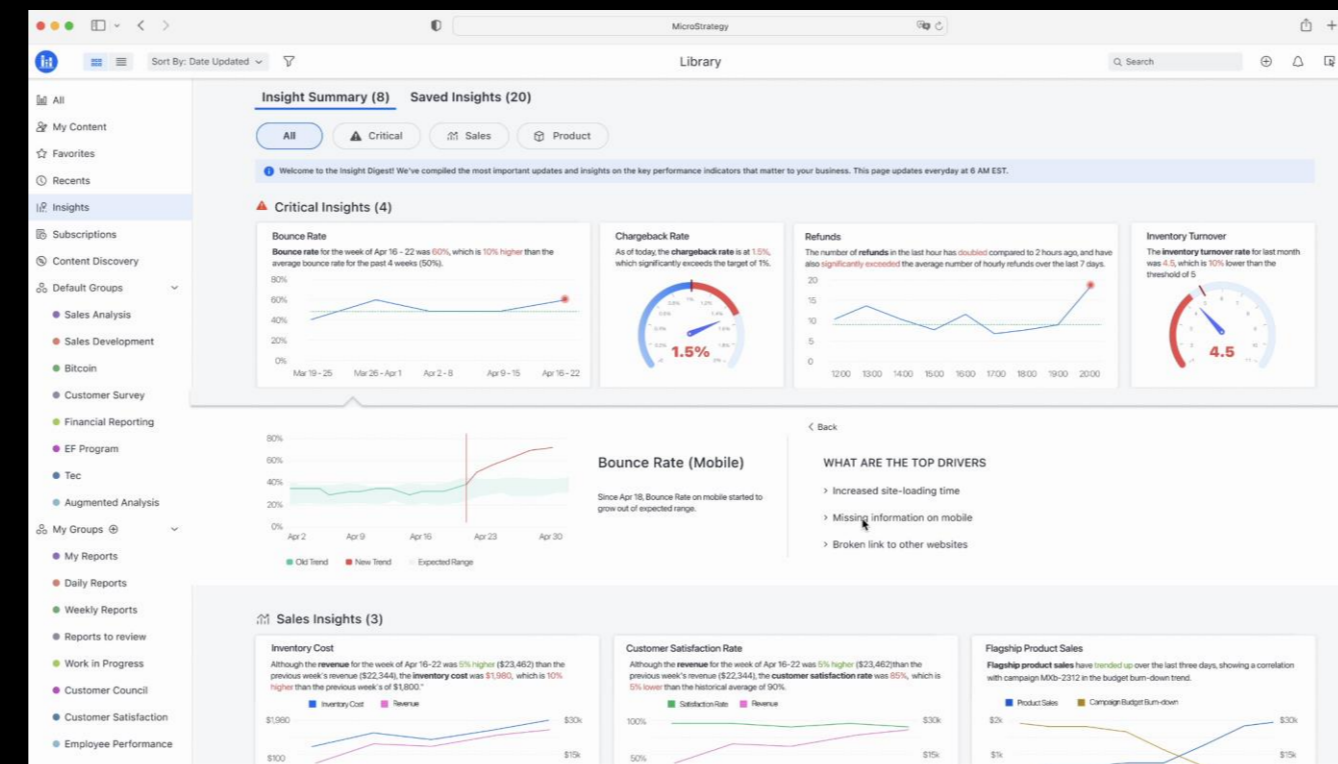 MicroStrategy
Sort By: Date Updated
Library
Search
All
My Content
Favorites
Recents
Insights
Subscriptions
Content Discovery
Default Groups
Sales Analysis
Sales Development
Bitcoin
Customer Survey
Financial Reporting
EF Program
Tec
Augmented Analysis
My Groups
My Reports
Daily Reports
Weekly Reports
Reports to review
Work in Progress
Customer Council
Customer Satisfaction
Employee Performance
Insight Summary (8) Saved Insights (20)
All Critical Sales Product
Welcome to the Insight Digest! We've compiled the most important updates and insights on the key performance indicators that matter to your business. This page updates everyday at 6 AM EST.
Critical Insights (4)
Bounce Rate
Bounce rate for the week of Apr 16 - 22 was 60%, which is 10% higher than the
average bounce rate for the past 4 weeks (50%).
80%
60%
40%
20%
0%
Mar 19 - 25 Mar 26 - Apr 1 Apr 2 - 8 Apr 9 - 15 Apr 16 - 22
Chargeback Rate
As of today, the chargeback rate is at 1.5%,
which significantly exceeds the target of 1%.
1.5%
Refunds
The number of refunds in the last hour has doubled compared to 2 hours ago, and have
also significantly exceeded the average number of hourly refunds over the last 7 days.
20
15
10
5
0
12:00 13:00 14:00 15:00 16:00 17:00 18:00 19:00 20:00
Inventory Turnover
The inventory turnover rate for last month
was 4.5, which is 10% lower than the
threshold of 5
4.5
80%
60%
40%
20%
0%
Apr 2 Apr 9 Apr 16 Apr 23 Apr 30
Old Trend New Trend Expected Range
Bounce Rate (Mobile)
Since Apr 18, Bounce Rate on mobile started to
grow out of expected range.
Back
WHAT ARE THE TOP DRIVERS
Increased site-loading time
Missing information on mobile
Broken link to other websites
Sales Insights (3)
Inventory Cost
Although the revenue for the week of Apr 16-22 was 5% higher ($23,462) than the
previous week's revenue ($22,344), the inventory cost was $1,980, which is 10%
higher than the previous week's of $1,800."
Inventory Cost Revenue
$1,980 $30k
$100 $15k
Customer Satisfaction Rate
Although the revenue for the week of Apr 16-22 was 5% higher ($23,462)than the
previous week's revenue ($22,344), the customer satisfaction rate was 85%, which is
5% lower than the historical average of 90%.
Satisfaction Rate Revenue
100% $30k
50% $15k
Flagship Product Sales
Flagship product sales have trended up over the last three days, showing a correlation
with campaign MXb-2312 in the budget burn-down trend.
Product Sales Campaign Budget Burn-down
$2k $30k
$1k $15k